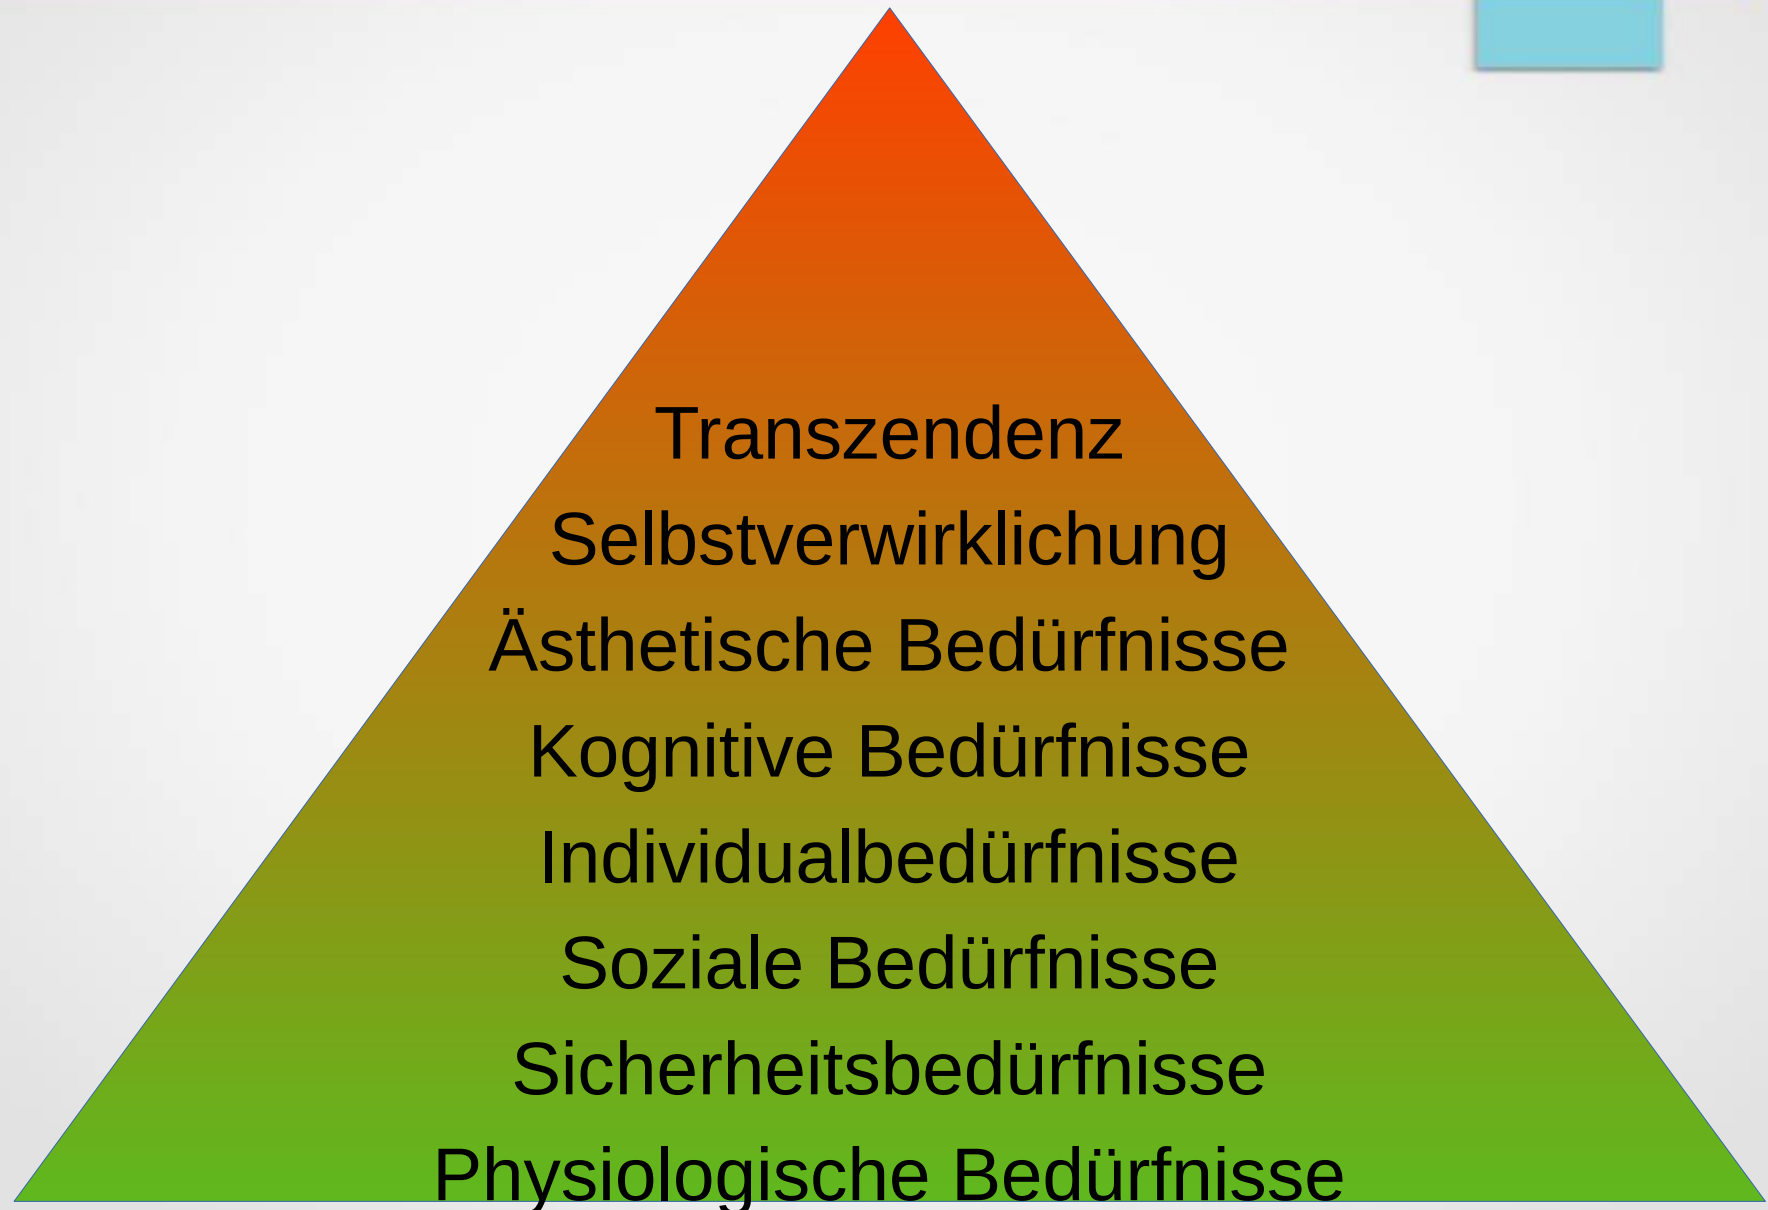 Transzendenz
Selbstverwirklichung
Ästhetische Bedürfnisse
Kognitive Bedürfnisse
Individualbedürfnisse
Soziale Bedürfnisse
Sicherheitsbedürfnisse
Physiologische Bedürfnisse